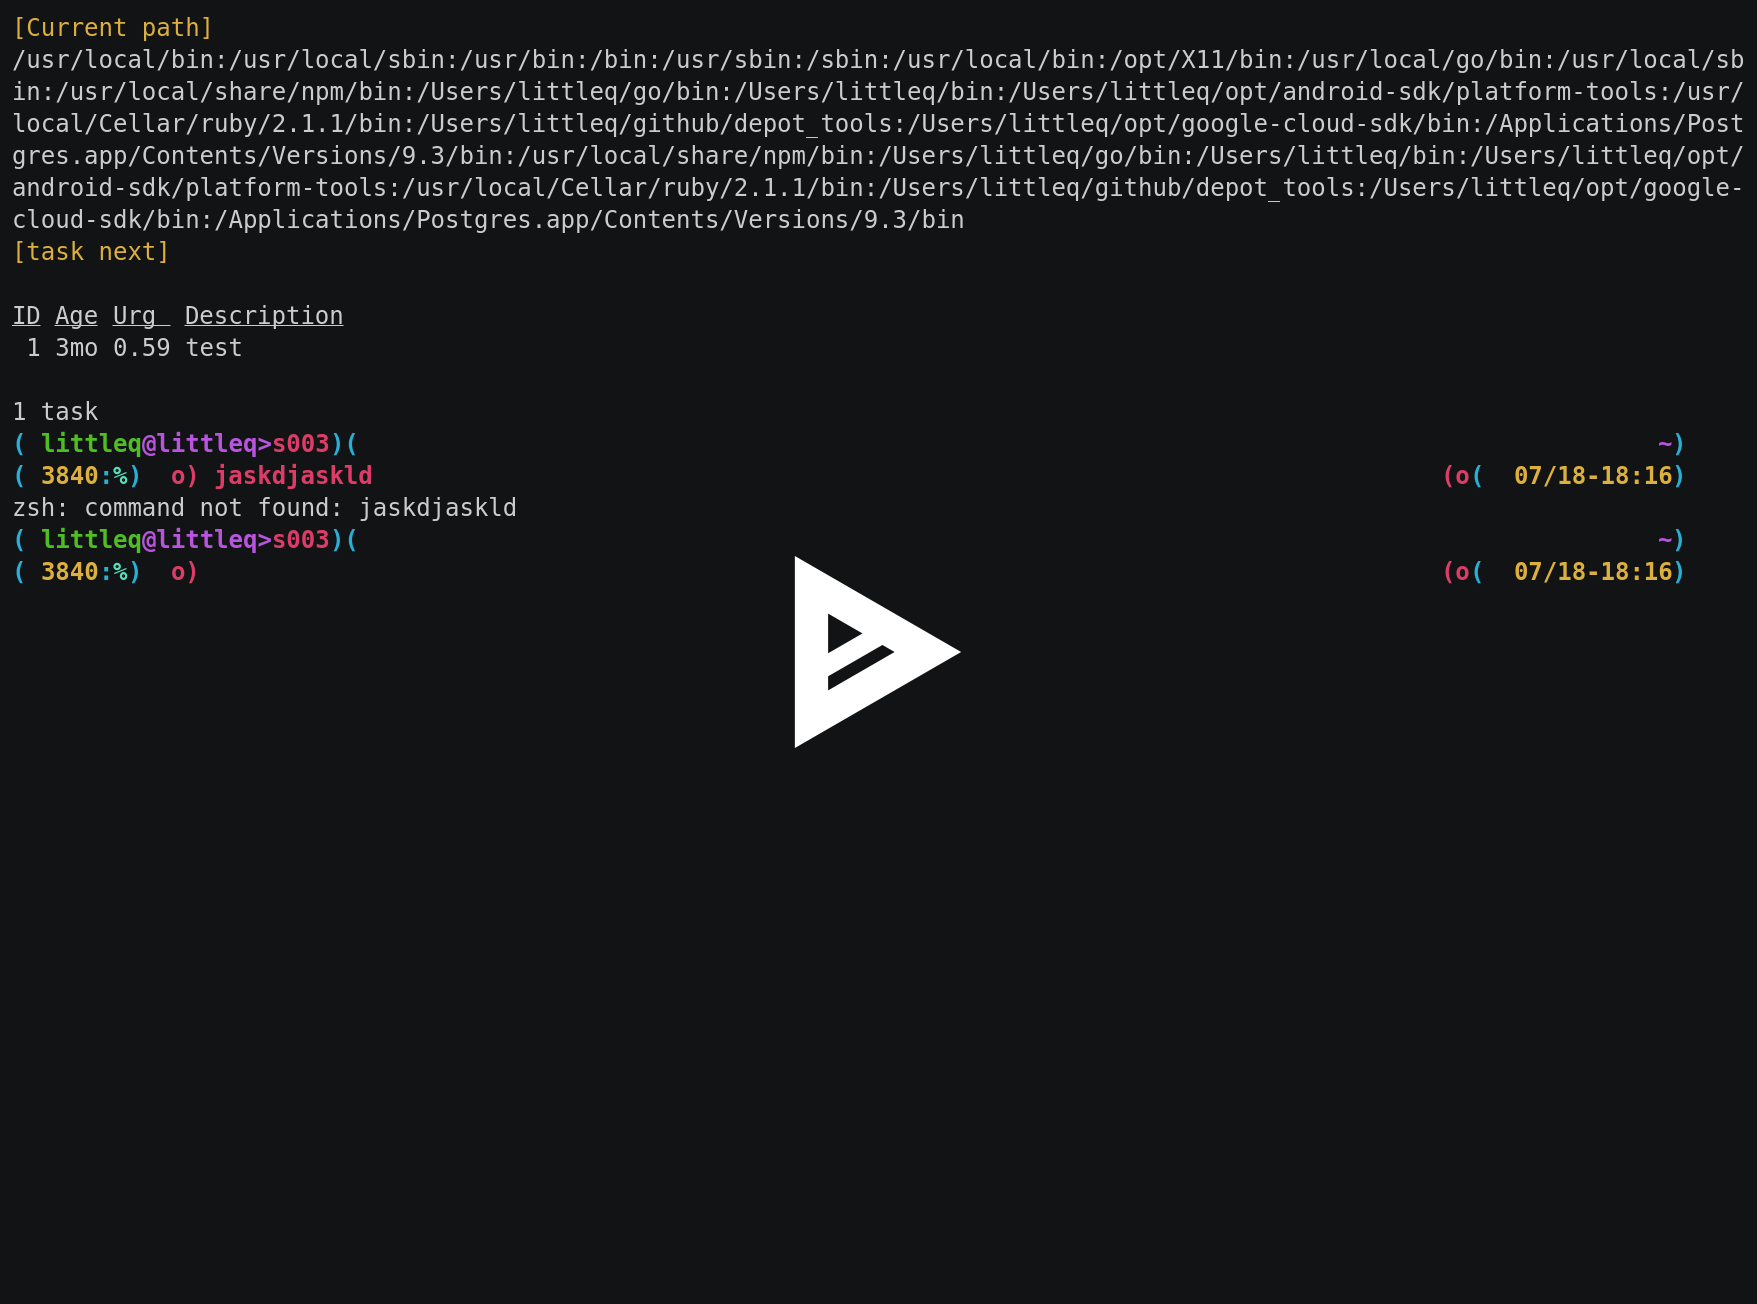 [Current path]
/usr/local/bin:/usr/local/sbin:/usr/bin:/bin:/usr/sbin:/sbin:/usr/local/bin:/opt/X11/bin:/usr/local/go/bin:/usr/local/sb
in:/usr/local/share/npm/bin:/Users/littleq/go/bin:/Users/littleq/bin:/Users/littleq/opt/android-sdk/platform-tools:/usr/
local/Cellar/ruby/2.1.1/bin:/Users/littleq/github/depot_tools:/Users/littleq/opt/google-cloud-sdk/bin:/Applications/Post
gres.app/Contents/Versions/9.3/bin:/usr/local/share/npm/bin:/Users/littleq/go/bin:/Users/littleq/bin:/Users/littleq/opt/
android-sdk/platform-tools:/usr/local/Cellar/ruby/2.1.1/bin:/Users/littleq/github/depot_tools:/Users/littleq/opt/google-
cloud-sdk/bin:/Applications/Postgres.app/Contents/Versions/9.3/bin
[task next]
ID Age Urg  Description
 1 3mo 0.59 test
1 task
( littleq@littleq>s003)( ~)
( 3840:%)  o) jaskdjaskld (o(  07/18-18:16)
zsh: command not found: jaskdjaskld
( littleq@littleq>s003)( ~)
( 3840:%)  o) (o(  07/18-18:16)